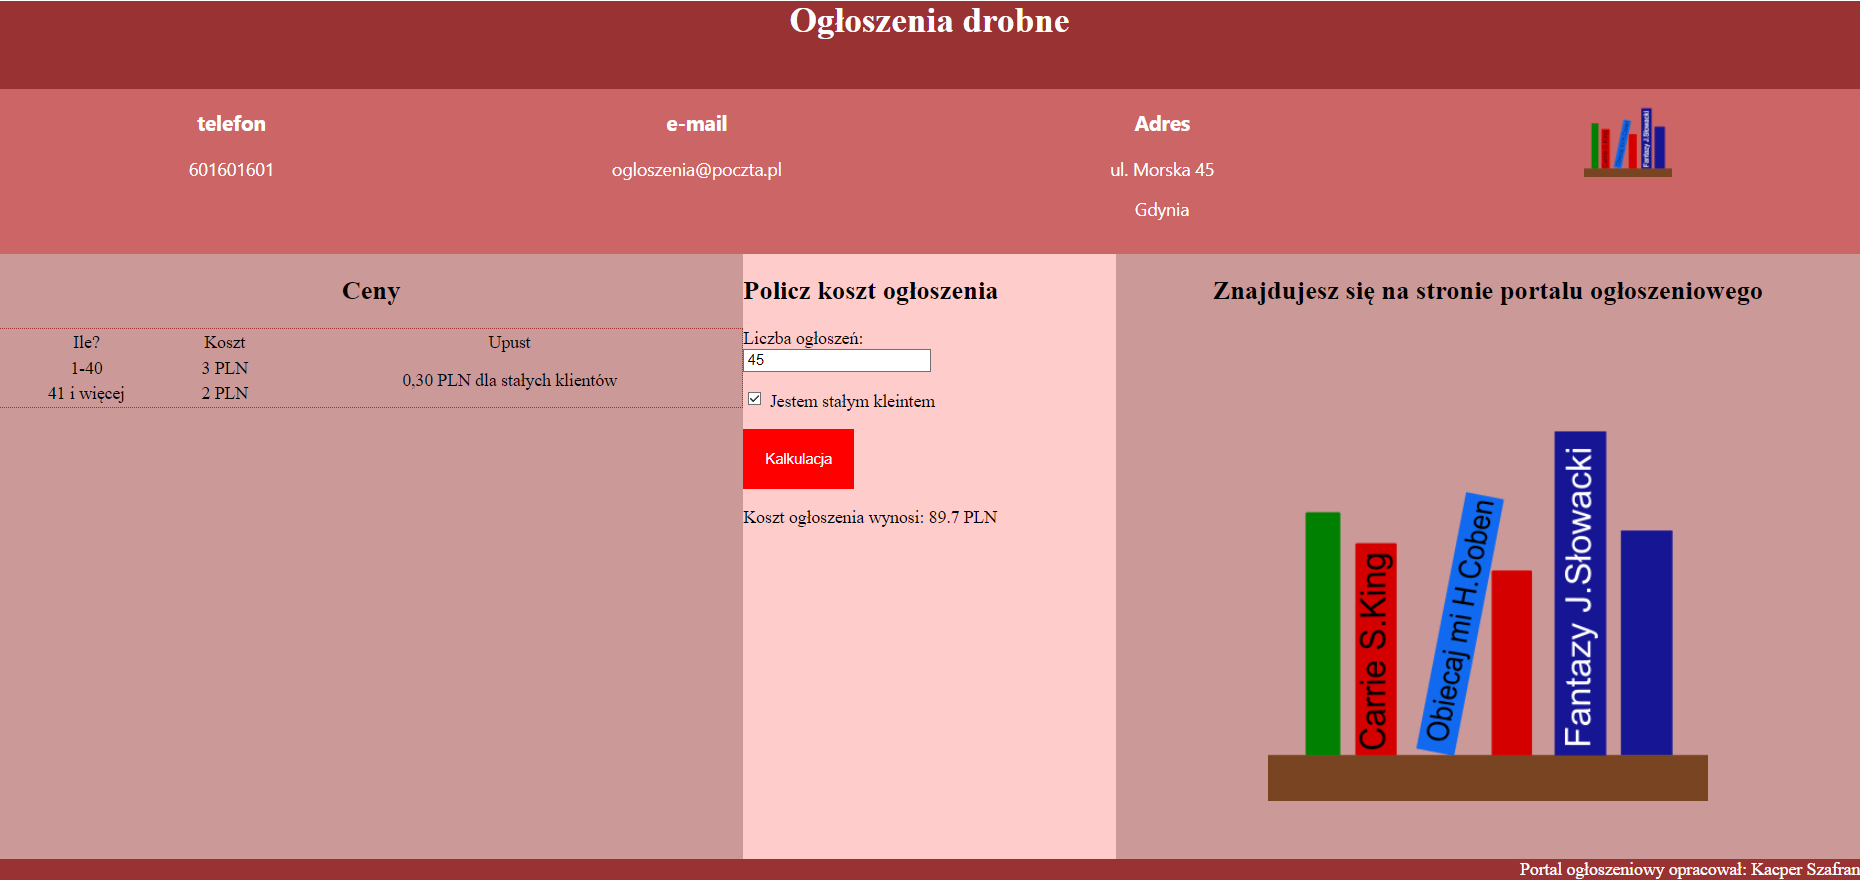 Ogłoszenia drobne
telefon
601601601
e-mail
ogloszenia@poczta.pl
Adres
ul. Morska 45
Gdynia
Fantazy J.Słowacki
Ceny
Ile? Koszt Upust
1-40 3 PLN 0,30 PLN dla stałych klientów
41 i więcej 2 PLN
Policz koszt ogłoszenia
Liczba ogłoszeń:
45
Jestem stałym kleintem
Kalkulacja
Koszt ogłoszenia wynosi: 89.7 PLN
Znajdujesz się na stronie portalu ogłoszeniowego
Carrie S.King
Obiecaj mi H.Coben
Fantazy J.Słowacki
Portal ogłoszeniowy opracował: Kacper Szafran